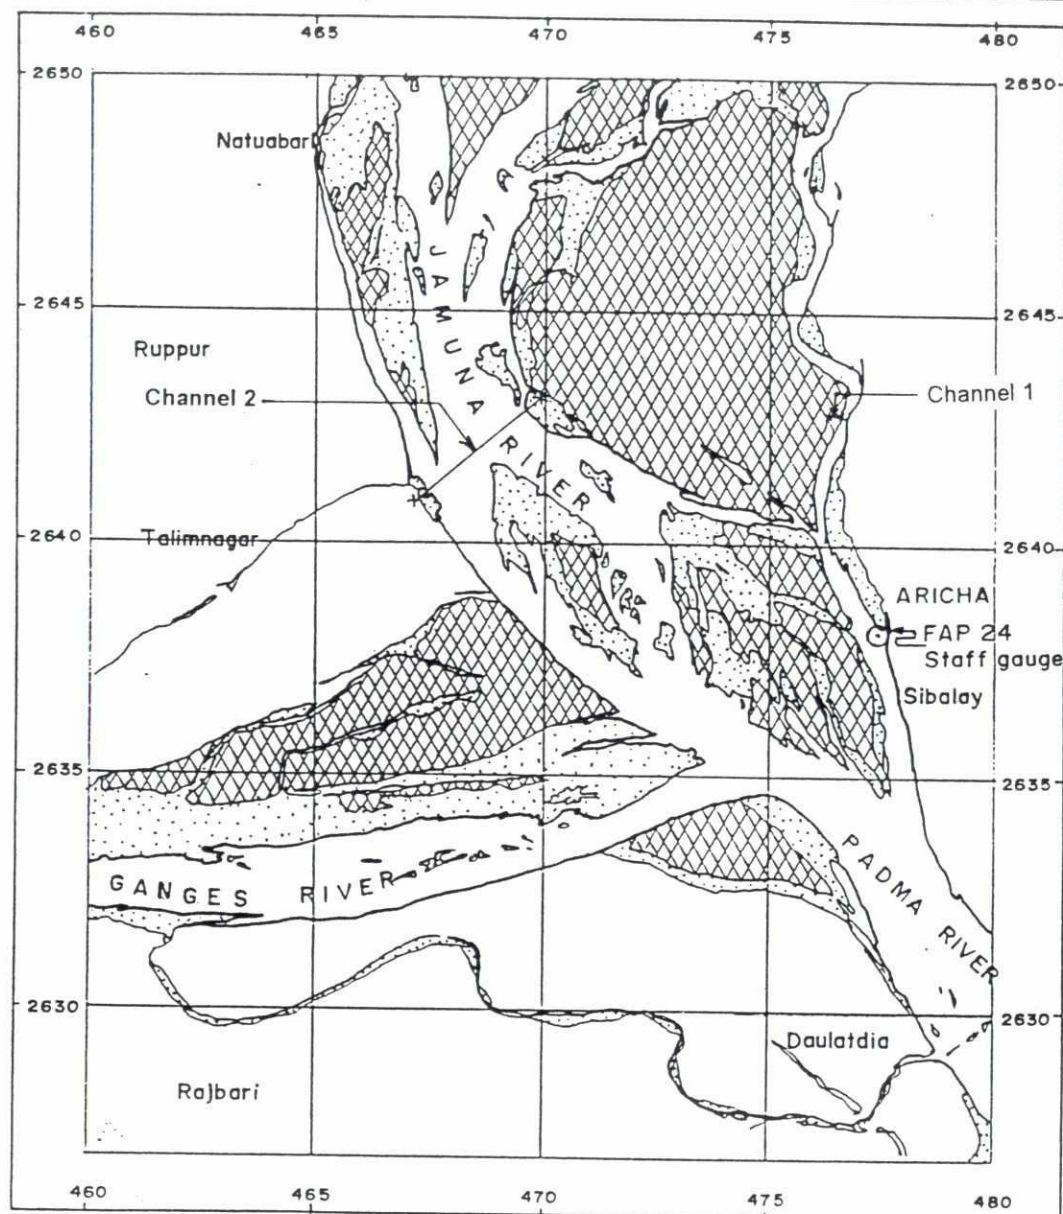 460 465 470 475 480
2650 2650
Natuabari
JAMUNA
2645 2645
Ruppur
Channel 2
Channel 1
RIVER
2640 2640
Talimnagar
ARICHA
FAP 24
Staff gauge
Sibalay
2635 2635
PADMA RIVER
GANGES RIVER
2630 2630
Daulatdia
Rajbari
460 465 470 475 480